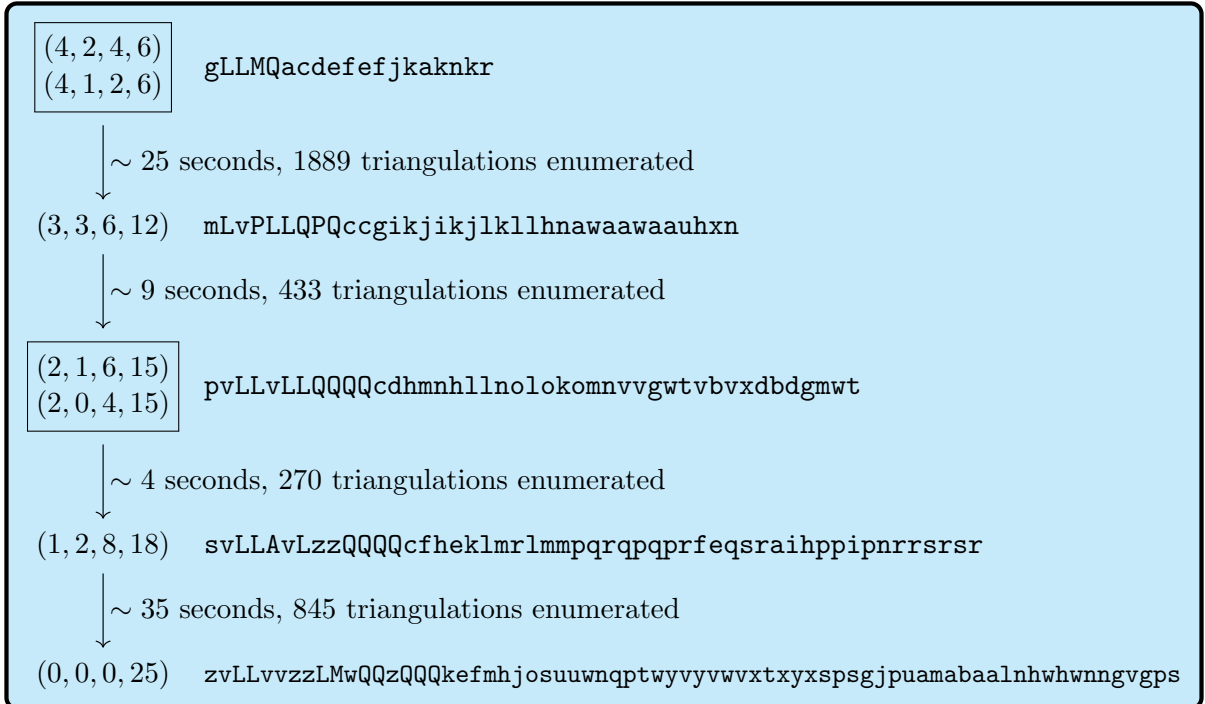 (4, 2, 4, 6)
(4, 1, 2, 6)
gLLMQacdefefjkaknkr
∼ 25 seconds, 1889 triangulations enumerated
(3, 3, 6, 12) mLvPLLQPQccgikjikjlkllhnawaawaauhxn
∼ 9 seconds, 433 triangulations enumerated
(2, 1, 6, 15)
(2, 0, 4, 15)
pvLLvLLQQQQcdhmnhllnolokomnvvgwtvbvxdbdgmwt
∼ 4 seconds, 270 triangulations enumerated
(1, 2, 8, 18) svLLAvLzzQQQQcfheklmrlmmpqrqpqprfeqsraihppipnrrsrsr
∼ 35 seconds, 845 triangulations enumerated
(0, 0, 0, 25) zvLLvvzzLMwQQzQQQkefmhjosuuwnqptwyvyvwvxtxyxspsgjpuamabaalnhwhwnngvgps